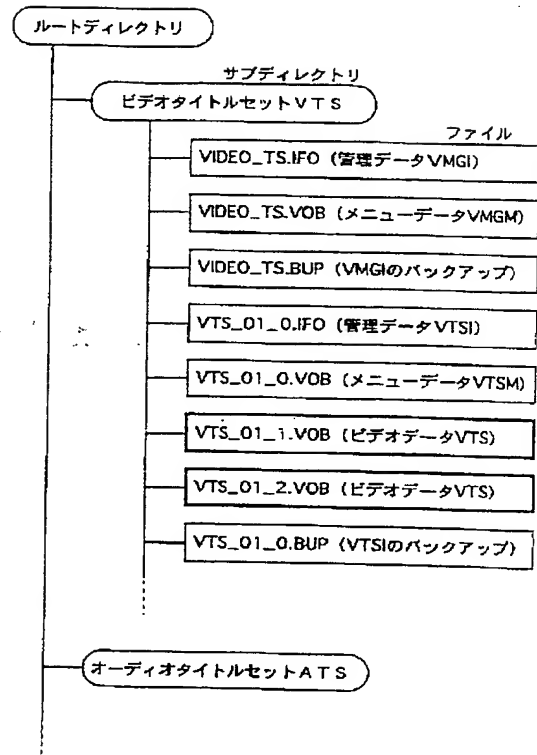 ルートディレクトリ
サブディレクトリ
ビデオタイトルセットVTS
ファイル
VIDEO_TS.IFO (管理データVMGI)
VIDEO_TS.VOB (メニューデータVMGM)
VIDEO_TS.BUP (VMGIのバックアップ)
VTS_01_0.IFO (管理データVTSI)
VTS_01_0.VOB (メニューデータVTSM)
VTS_01_1.VOB (ビデオデータVTS)
VTS_01_2.VOB (ビデオデータVTS)
VTS_01_0.BUP (VTSIのバックアップ)
オーディオタイトルセットATS